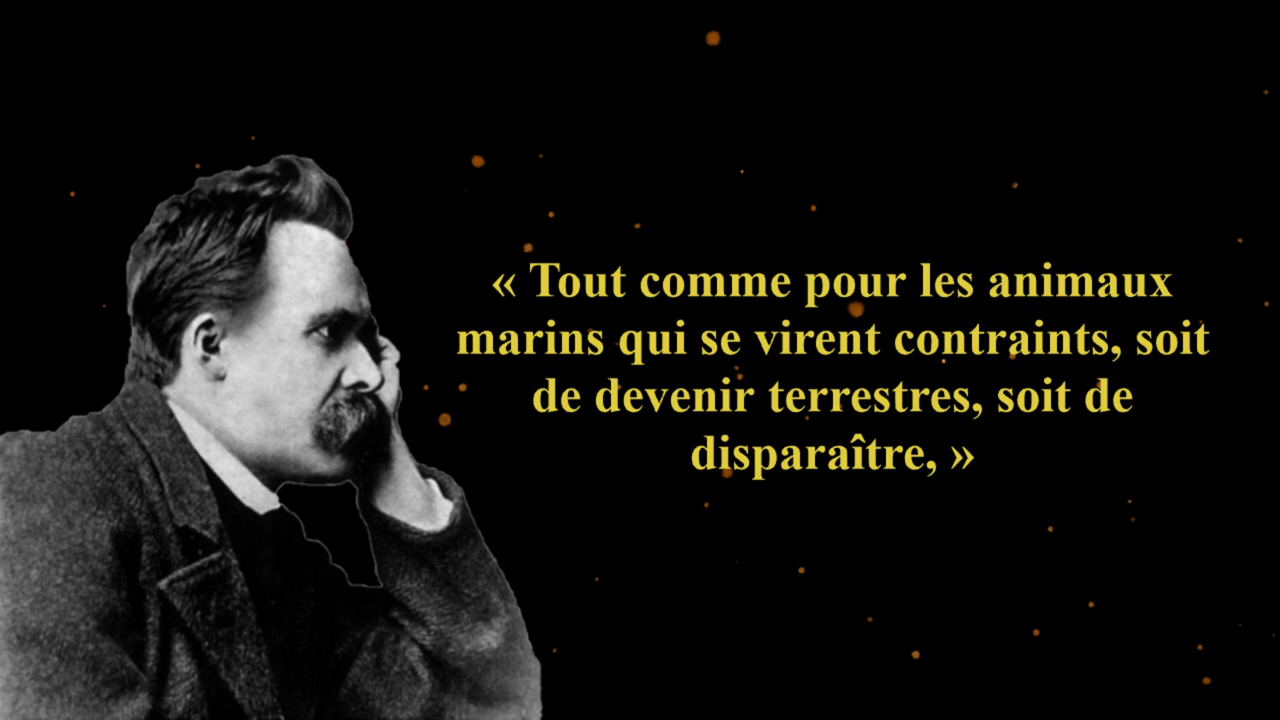 « Tout comme pour les animaux
marins qui se virent contraints, soit
de devenir terrestres, soit de
disparaître, »